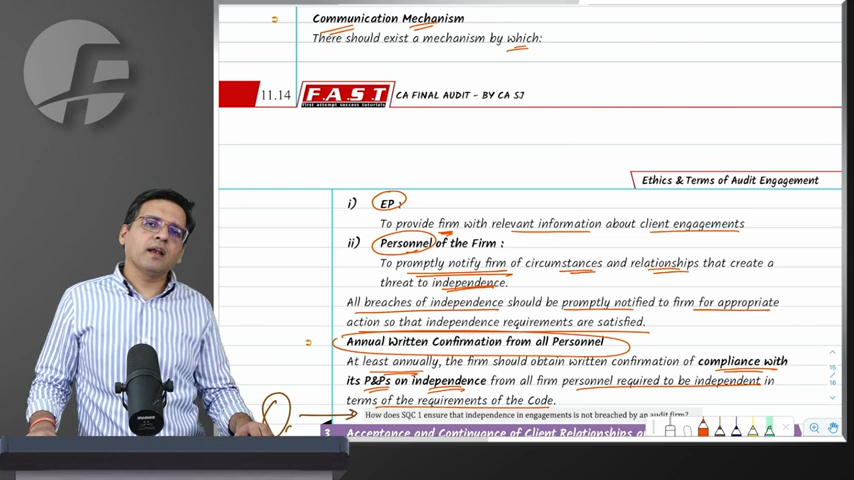 Communication Mechanism
There should exist a mechanism by which:
11.14 F.A.S.T CA FINAL AUDIT - BY CA SJ
first attempt success tutorials
Ethics & Terms of Audit Engagement
i) EP :
To provide firm with relevant information about client engagements
ii) Personnel of the Firm :
To promptly notify firm of circumstances and relationships that create a
threat to independence.
All breaches of independence should be promptly notified to firm for appropriate
action so that independence requirements are satisfied.
Annual Written Confirmation from all Personnel
At least annually, the firm should obtain written confirmation of compliance with
its P&Ps on independence from all firm personnel required to be independent in
terms of the requirements of the Code.
How does SQC 1 ensure that independence in engagements is not breached by an audit firm?
3. Acceptance and Continuance of Client Relationships
15
16